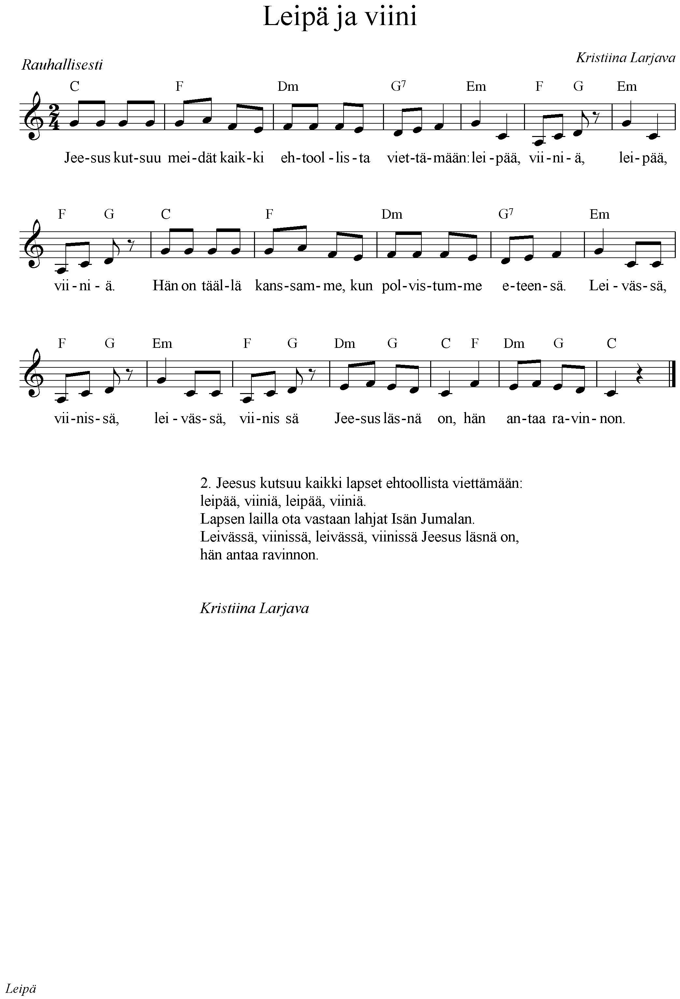 Leipä ja viini
Rauhallisesti
Kristiina Larjava
C F Dm G7 Em F G Em
2
4
Jee-sus kut-suu mei-dät kaik-ki eh-tool-lis-ta viet-tä-mään: lei-pää, vii-ni-ä, lei-pää,
F G C F Dm G7 Em
vii-ni-ä. Hän on tääl-lä kans-sam-me, kun pol-vis-tum-me e-teen-sä. Lei-väs-sä,
F G Em F G Dm G C F Dm G C
vii-nis-sä, lei-väs-sä, vii-nis sä Jee-sus läs-nä on, hän an-taa ra-vin-non.
2. Jeesus kutsuu kaikki lapset ehtoollista viettämään:
leipää, viiniä, leipää, viiniä.
Lapsen lailla ota vastaan lahjat Isän Jumalan.
Leivässä, viinissä, leivässä, viinissä Jeesus läsnä on,
hän antaa ravinnon.
Kristiina Larjava
Leipä